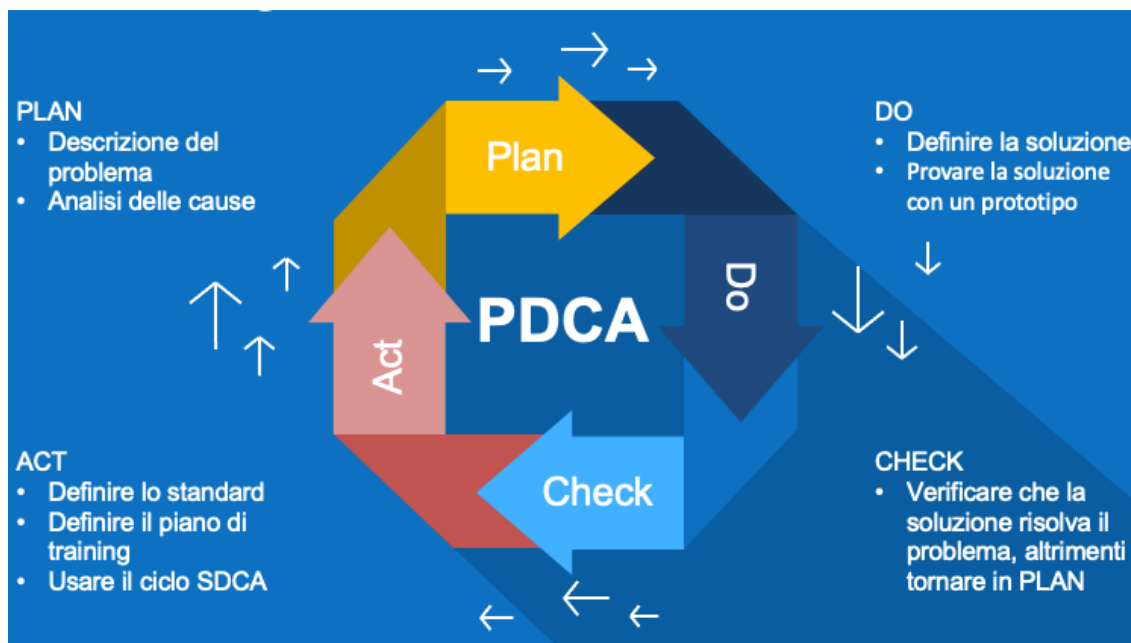 PLAN
• Descrizione del
problema
• Analisi delle cause
DO
• Definire la soluzione
• Provare la soluzione
con un prototipo
Plan
Do
PDCA
Act
Check
ACT
• Definire lo standard
• Definire il piano di
training
• Usare il ciclo SDCA
CHECK
• Verificare che la
soluzione risolva il
problema, altrimenti
tornare in PLAN